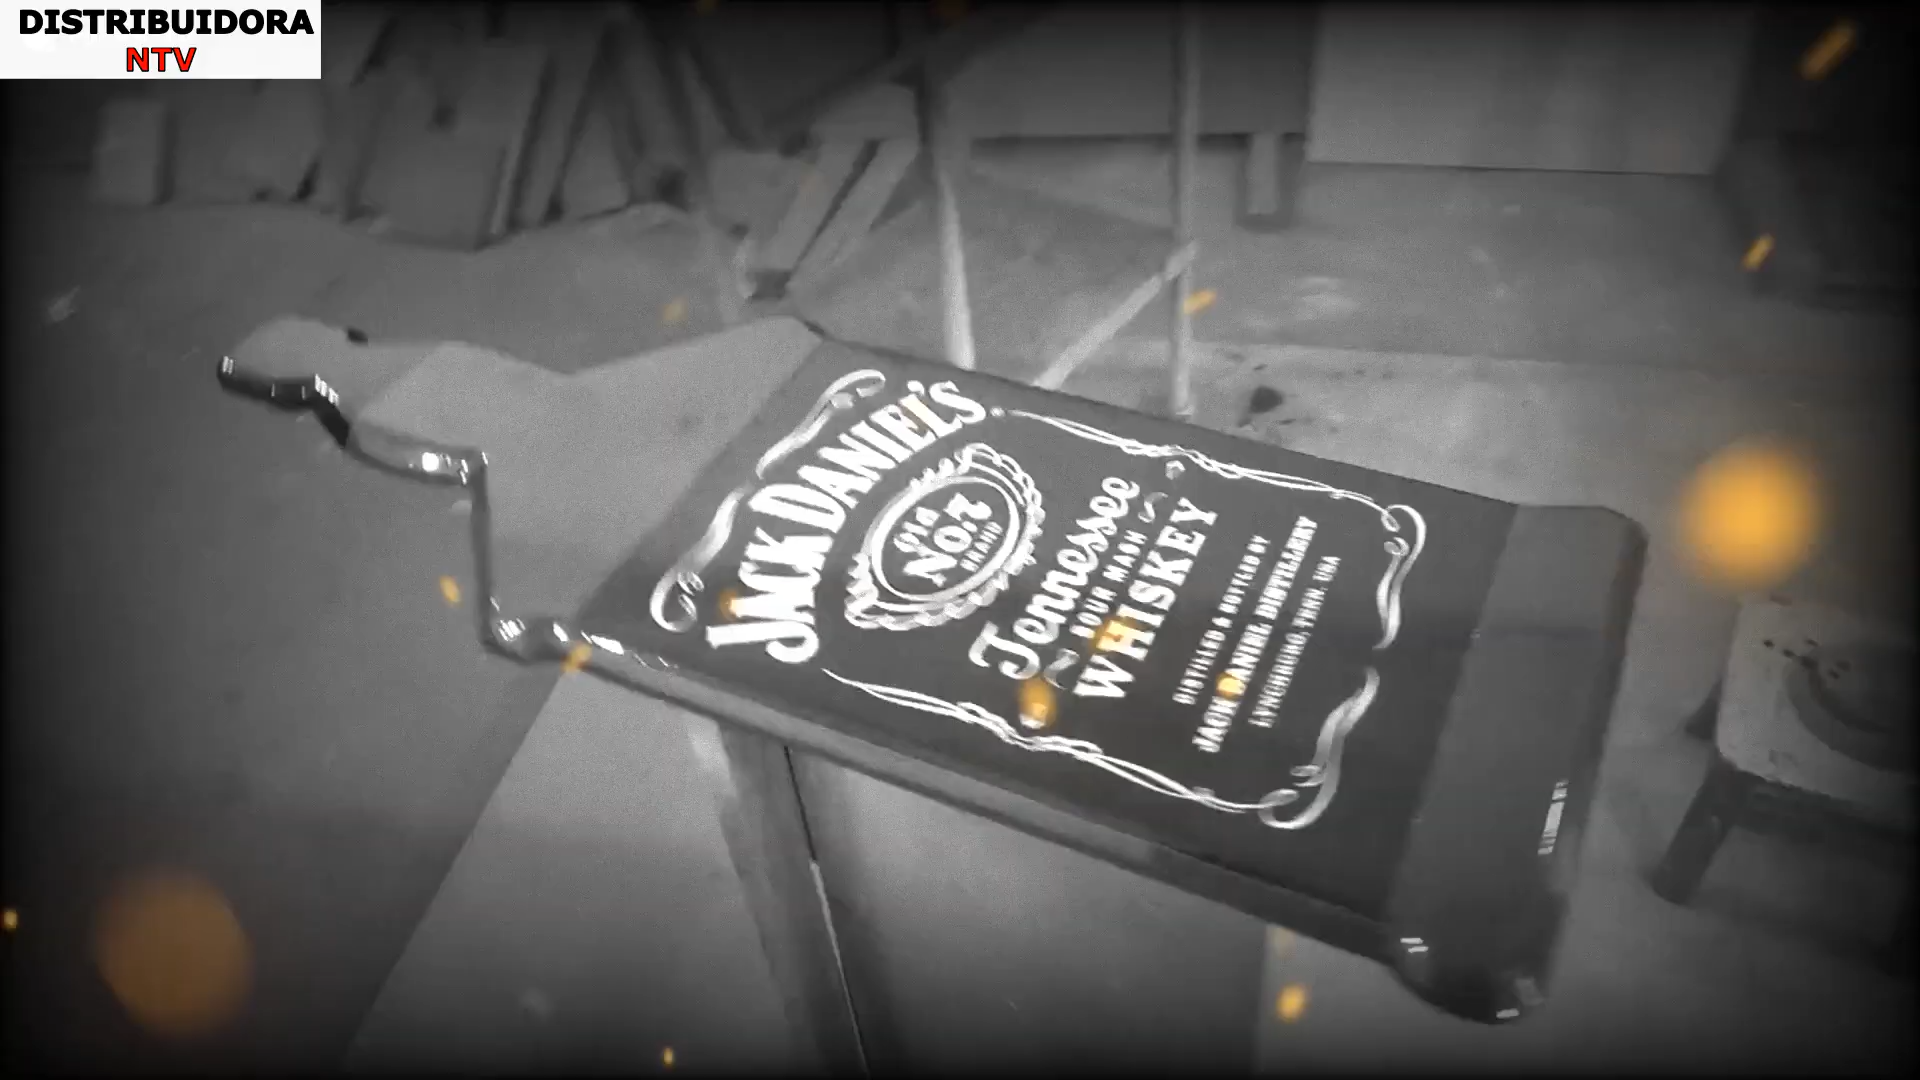 DISTRIBUIDORA
NTV
JACK DANIEL'S
Old
No.7
BRAND
Tennessee
SOUR MASH
WHISKEY
DISTILLED & BOTTLED BY
JACK DANIEL DISTILLERY
LYNCHBURG, TENN. USA